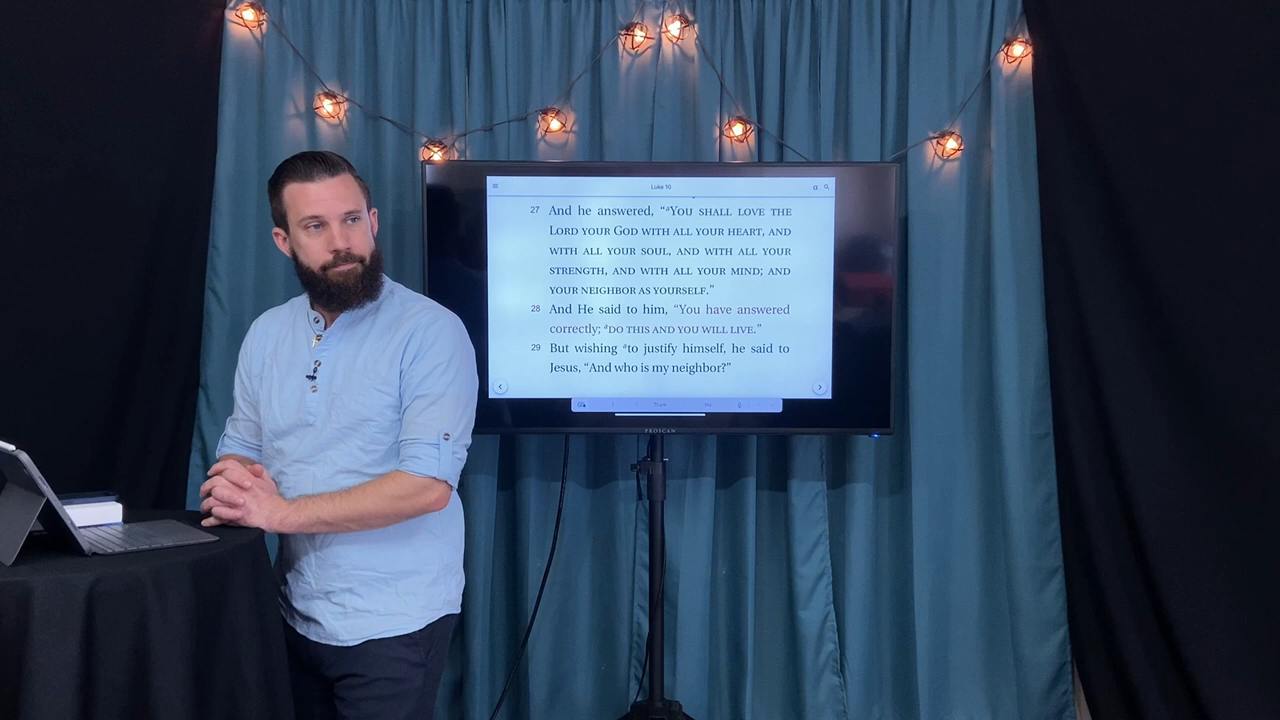 Luke 10
27 And he answered, “ᵃYOU SHALL LOVE THE
LORD YOUR GOD WITH ALL YOUR HEART, AND
WITH ALL YOUR SOUL, AND WITH ALL YOUR
STRENGTH, AND WITH ALL YOUR MIND; AND
YOUR NEIGHBOR AS YOURSELF.”
28 And He said to him, “You have answered
correctly; ᵃDO THIS AND YOU WILL LIVE.”
29 But wishing ᵃto justify himself, he said to
Jesus, “And who is my neighbor?”
PROSCAN